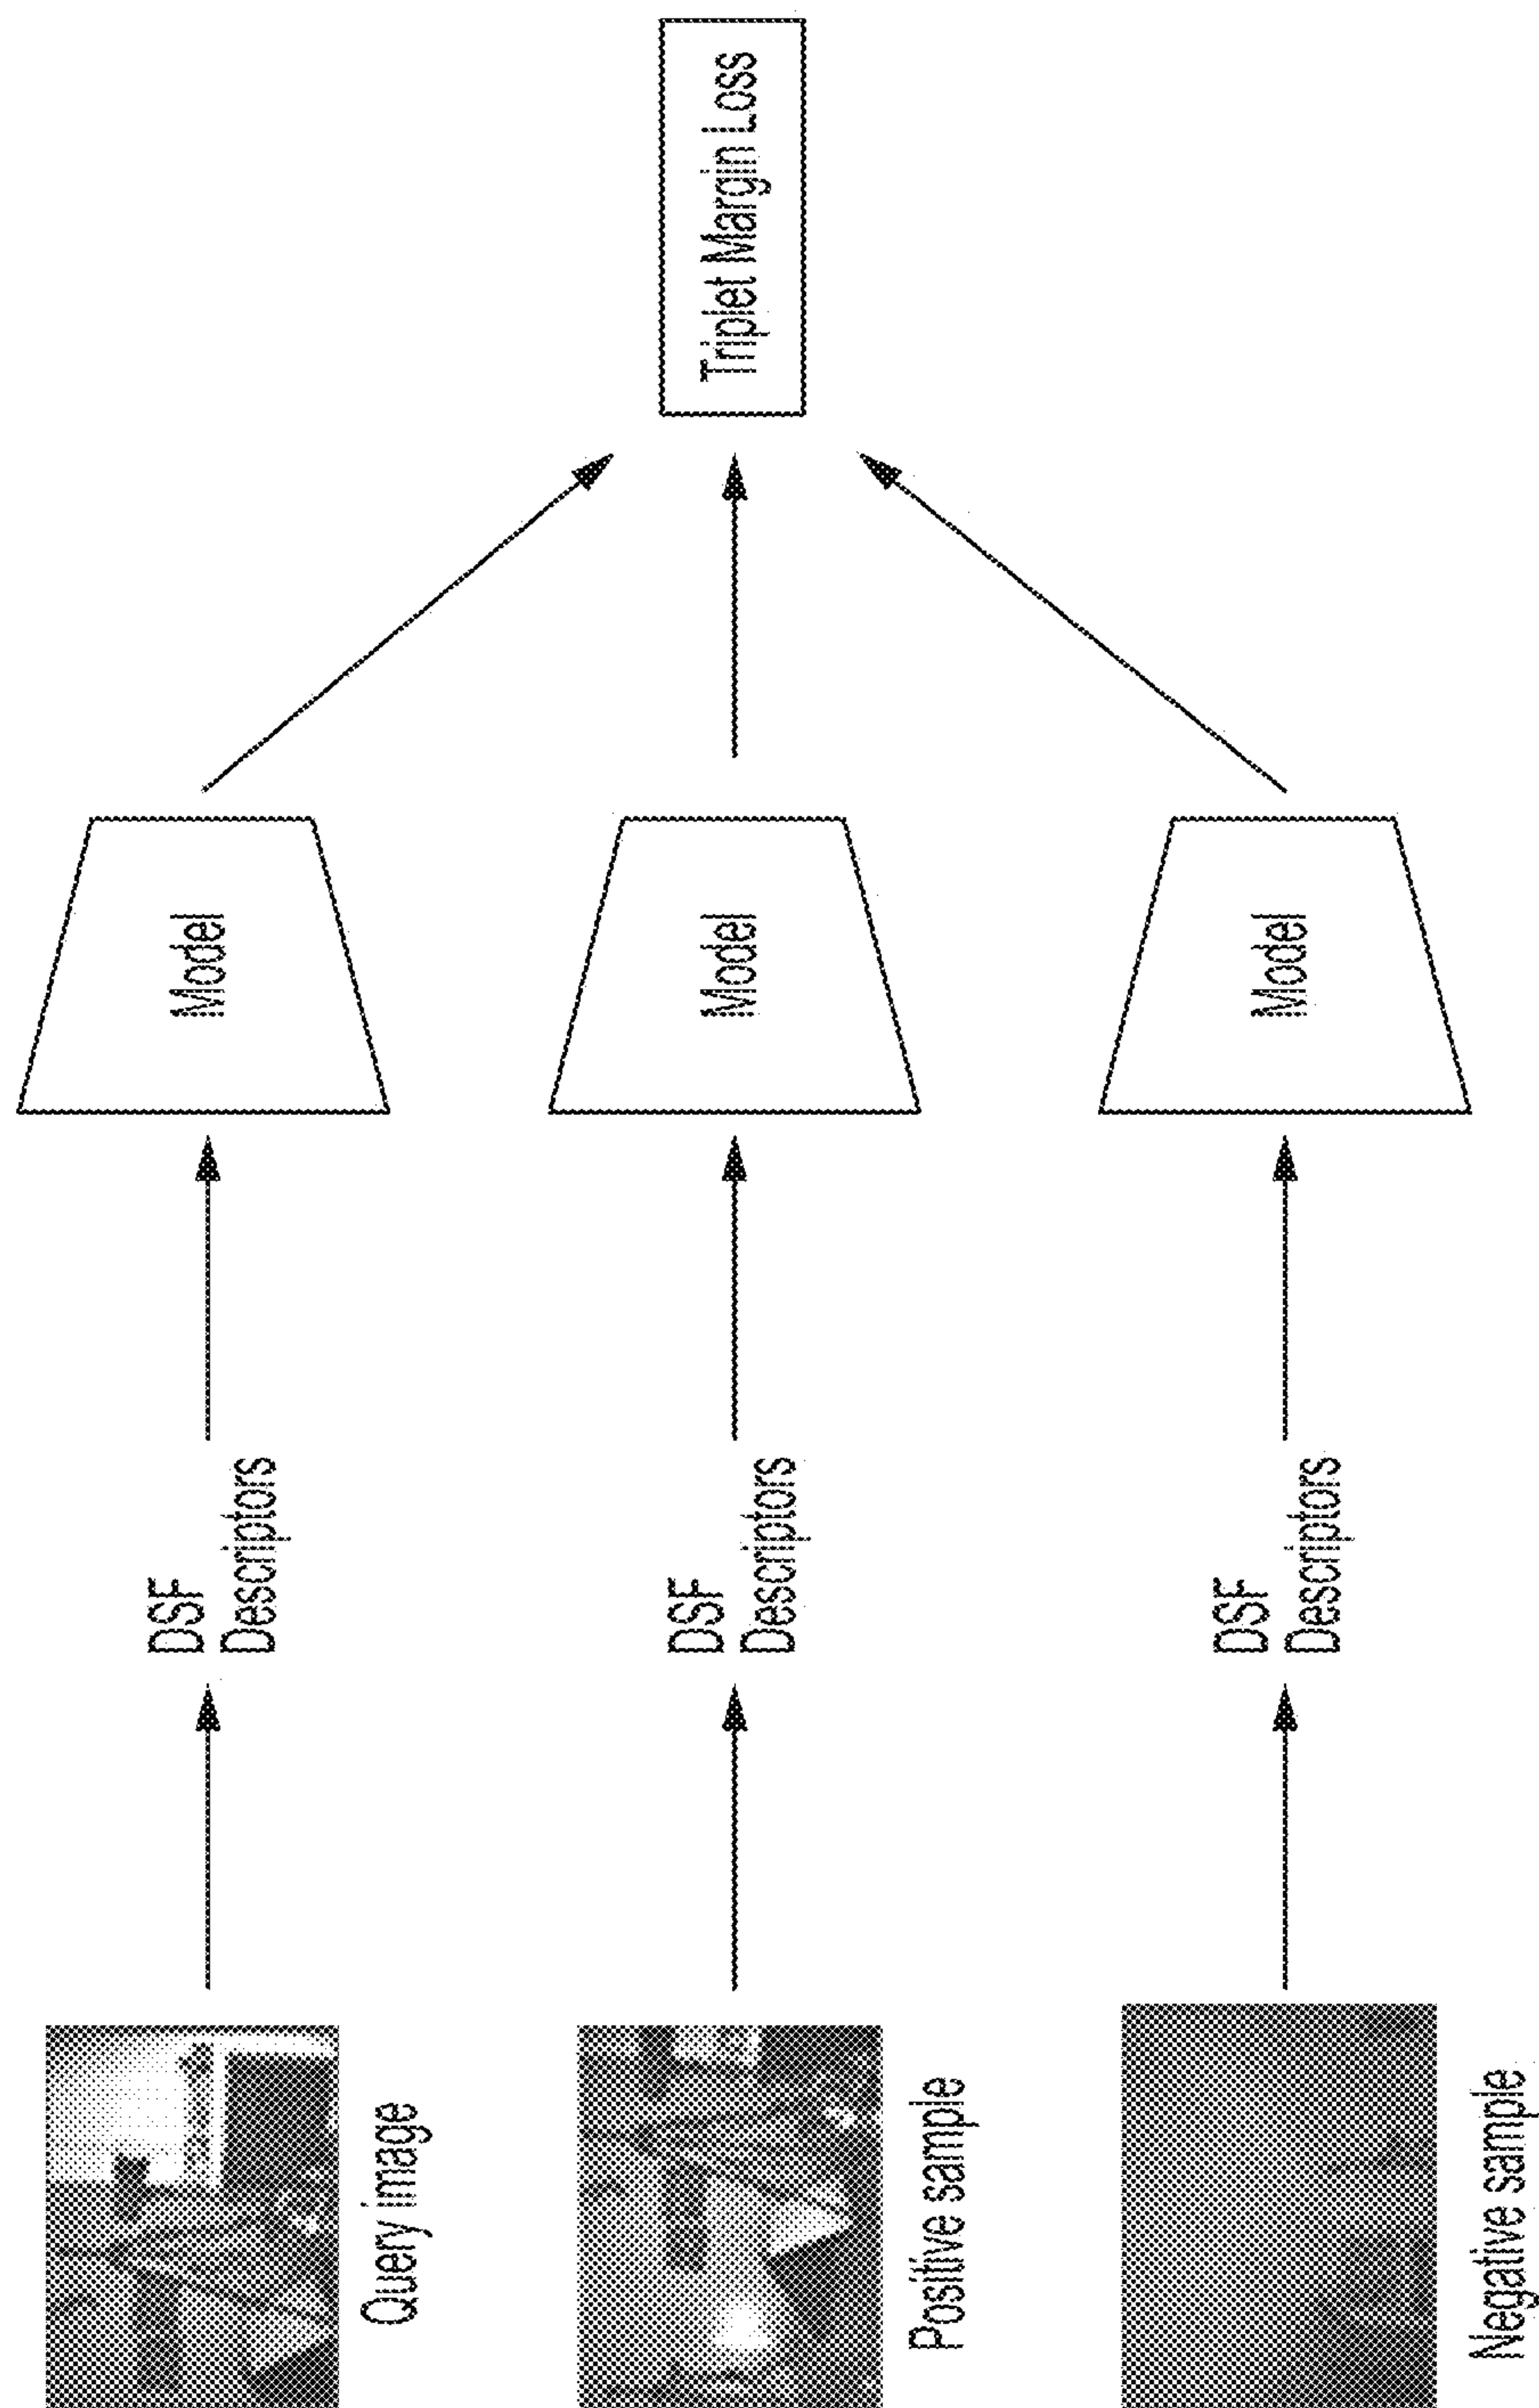 Query image
DSF
Descriptors
Model
Positive sample
DSF
Descriptors
Model
Negative sample
DSF
Descriptors
Model
Triplet Margin Loss